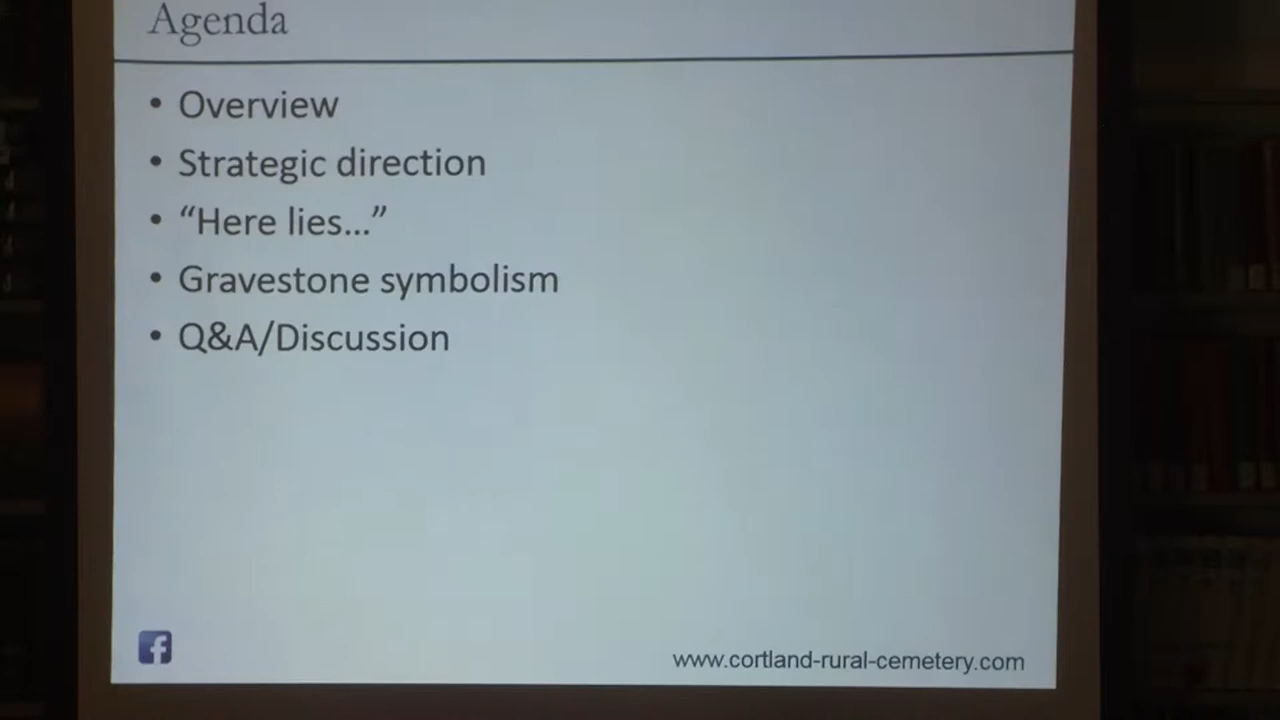 Agenda
• Overview
• Strategic direction
• “Here lies...”
• Gravestone symbolism
• Q&A/Discussion
f
www.cortland-rural-cemetery.com